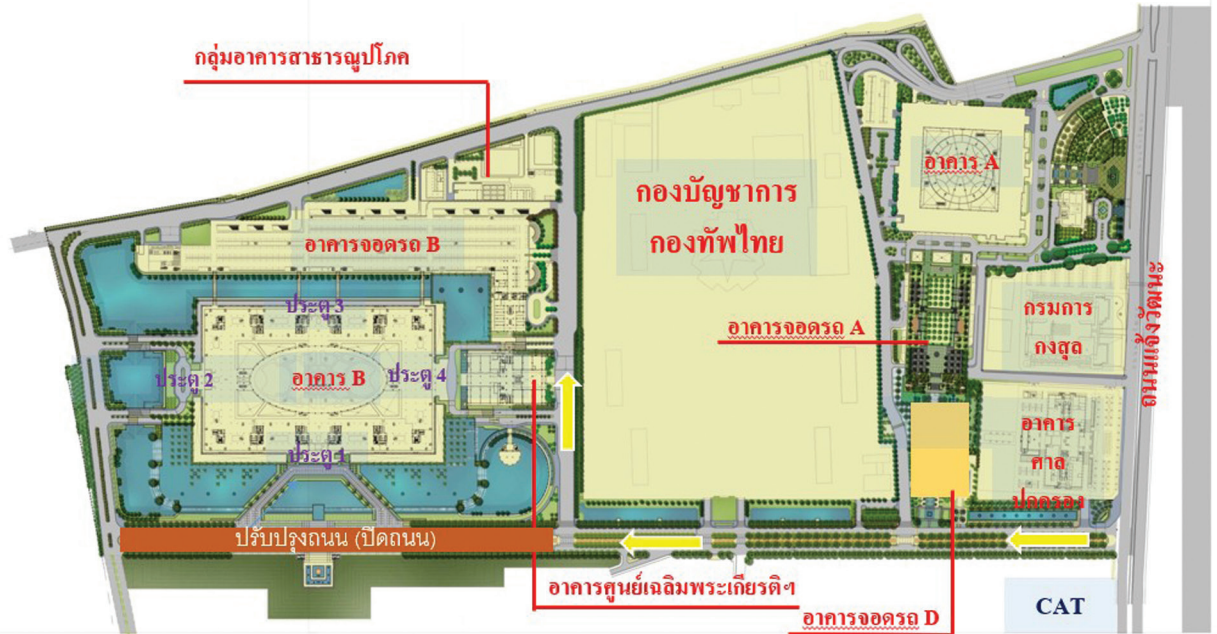 กลุ่มอาคารสาธารณูปโภค
อาคาร A
กองบัญชาการ
กองทัพไทย
อาคารจอดรถ B
ประตู 3
กรมการ
กงสุล
ถนนแจ้งวัฒนะ
อาคารจอดรถ A
ประตู 2
อาคาร B
ประตู 4
อาคาร
ศาล
ปกครอง
ประตู 1
ปรับปรุงถนน (ปิดถนน)
อาคารศูนย์เฉลิมพระเกียรติฯ
อาคารจอดรถ D
CAT